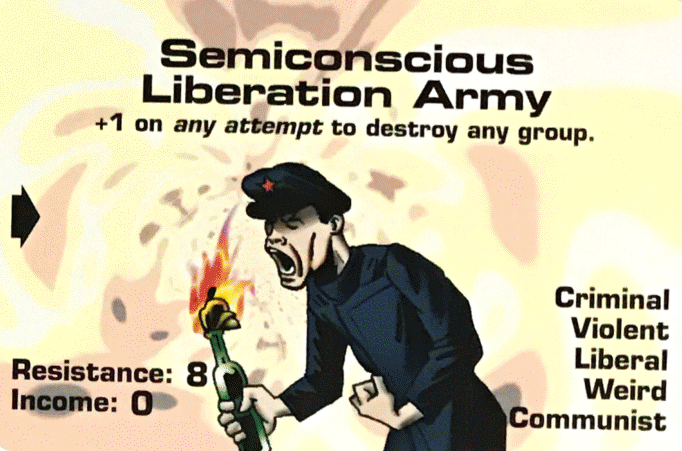 Semiconscious
Liberation Army
+1 on any attempt to destroy any group.
Resistance: 8
Income: 0
Criminal
Violent
Liberal
Weird
Communist